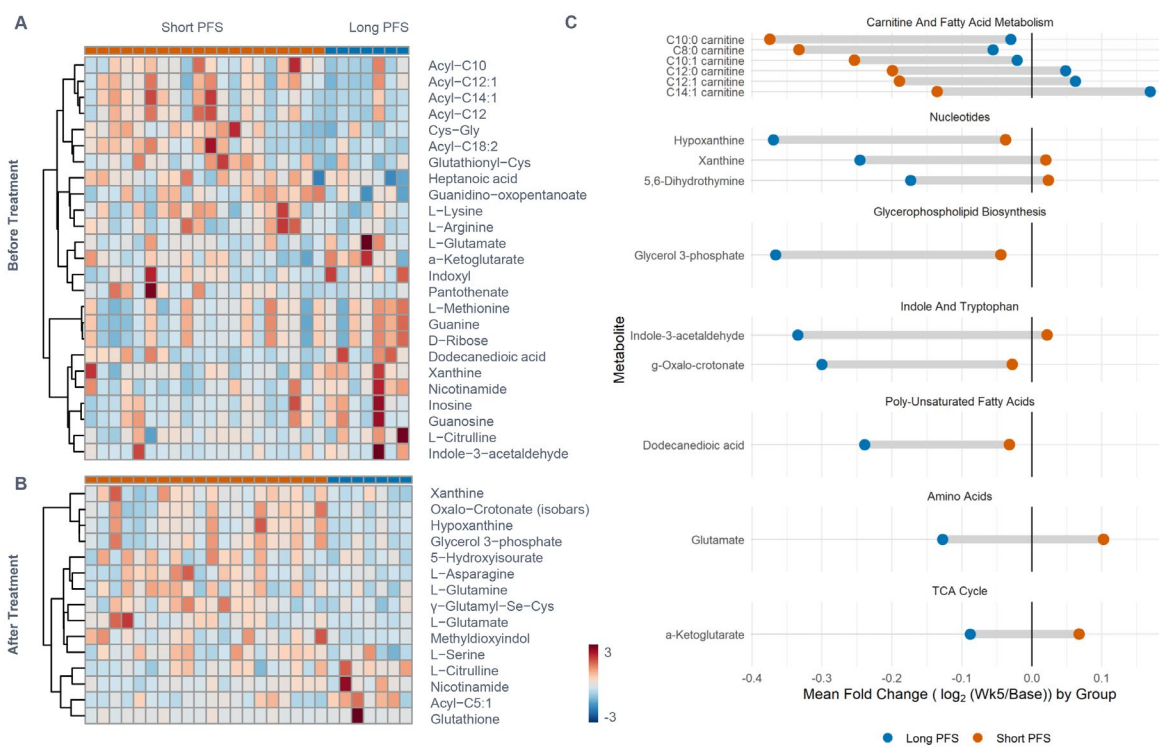 A
Short PFS
Long PFS
Before Treatment
Acyl−C10
Acyl−C12:1
Acyl−C14:1
Acyl−C12
Cys−Gly
Acyl−C18:2
Glutathionyl−Cys
Heptanoic acid
Guanidino−oxopentanoate
L−Lysine
L−Arginine
L−Glutamate
a−Ketoglutarate
Indoxyl
Pantothenate
L−Methionine
Guanine
D−Ribose
Dodecanedioic acid
Xanthine
Nicotinamide
Inosine
Guanosine
L−Citrulline
Indole−3−acetaldehyde
B
After Treatment
Xanthine
Oxalo−Crotonate (isobars)
Hypoxanthine
Glycerol 3−phosphate
5−Hydroxyisourate
L−Asparagine
L−Glutamine
γ−Glutamyl−Se−Cys
L−Glutamate
Methyldioxyindol
L−Serine
L−Citrulline
Nicotinamide
Acyl−C5:1
Glutathione
3
-3
C
Metabolite
Carnitine And Fatty Acid Metabolism
C10:0 carnitine
C8:0 carnitine
C10:1 carnitine
C12:0 carnitine
C12:1 carnitine
C14:1 carnitine
Nucleotides
Hypoxanthine
Xanthine
5,6-Dihydrothymine
Glycerophospholipid Biosynthesis
Glycerol 3-phosphate
Indole And Tryptophan
Indole-3-acetaldehyde
g-Oxalo-crotonate
Poly-Unsaturated Fatty Acids
Dodecanedioic acid
Amino Acids
Glutamate
TCA Cycle
a-Ketoglutarate
-0.4 -0.3 -0.2 -0.1 0.0 0.1
Mean Fold Change ( log2 (Wk5/Base)) by Group
Long PFS Short PFS